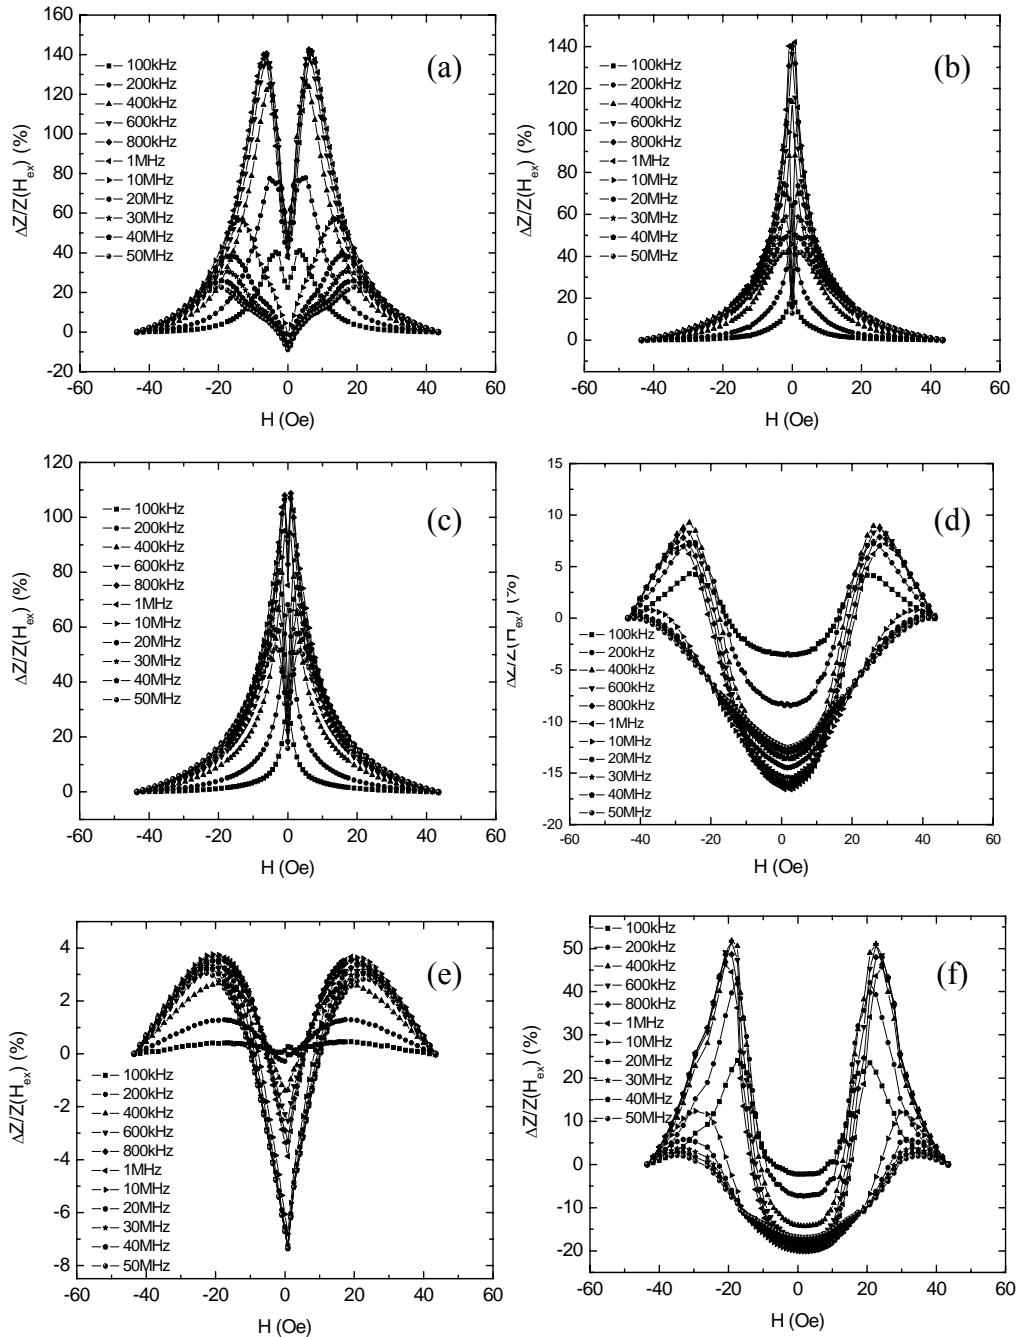 (a)
ΔZ/Z(Hex) (%)
160
140
120
100
80
60
40
20
0
-20
100kHz
200kHz
400kHz
600kHz
800kHz
1MHz
10MHz
20MHz
30MHz
40MHz
50MHz
-60 -40 -20 0 20 40 60
H (Oe)
(b)
ΔZ/Z(Hex) (%)
140
120
100
80
60
40
20
0
100kHz
200kHz
400kHz
600kHz
800kHz
1MHz
10MHz
20MHz
30MHz
40MHz
50MHz
-60 -40 -20 0 20 40 60
H (Oe)
(c)
ΔZ/Z(Hex) (%)
120
100
80
60
40
20
0
100kHz
200kHz
400kHz
600kHz
800kHz
1MHz
10MHz
20MHz
30MHz
40MHz
50MHz
-60 -40 -20 0 20 40 60
H (Oe)
(d)
ΔZ/Z(Hex) (%)
15
10
5
0
-5
-10
-15
-20
100kHz
200kHz
400kHz
600kHz
800kHz
1MHz
10MHz
20MHz
30MHz
40MHz
50MHz
-60 -40 -20 0 20 40 60
H (Oe)
(e)
ΔZ/Z(Hex) (%)
4
2
0
-2
-4
-6
-8
100kHz
200kHz
400kHz
600kHz
800kHz
1MHz
10MHz
20MHz
30MHz
40MHz
50MHz
-60 -40 -20 0 20 40 60
H (Oe)
(f)
ΔZ/Z(Hex) (%)
50
40
30
20
10
0
-10
-20
100kHz
200kHz
400kHz
600kHz
800kHz
1MHz
10MHz
20MHz
30MHz
40MHz
50MHz
-60 -40 -20 0 20 40 60
H (Oe)